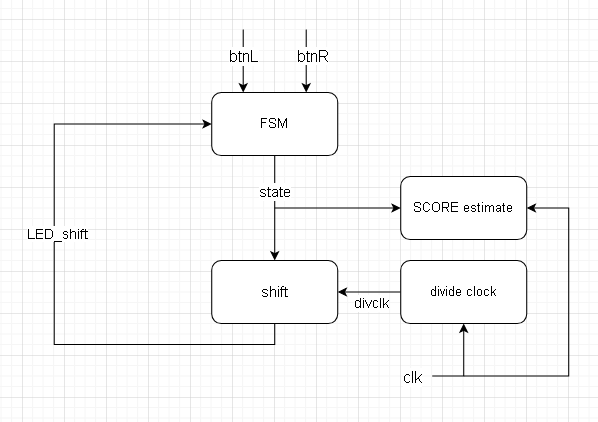 btnL
btnR
FSM
state
SCORE estimate
LED_shift
shift
divide clock
divclk
clk